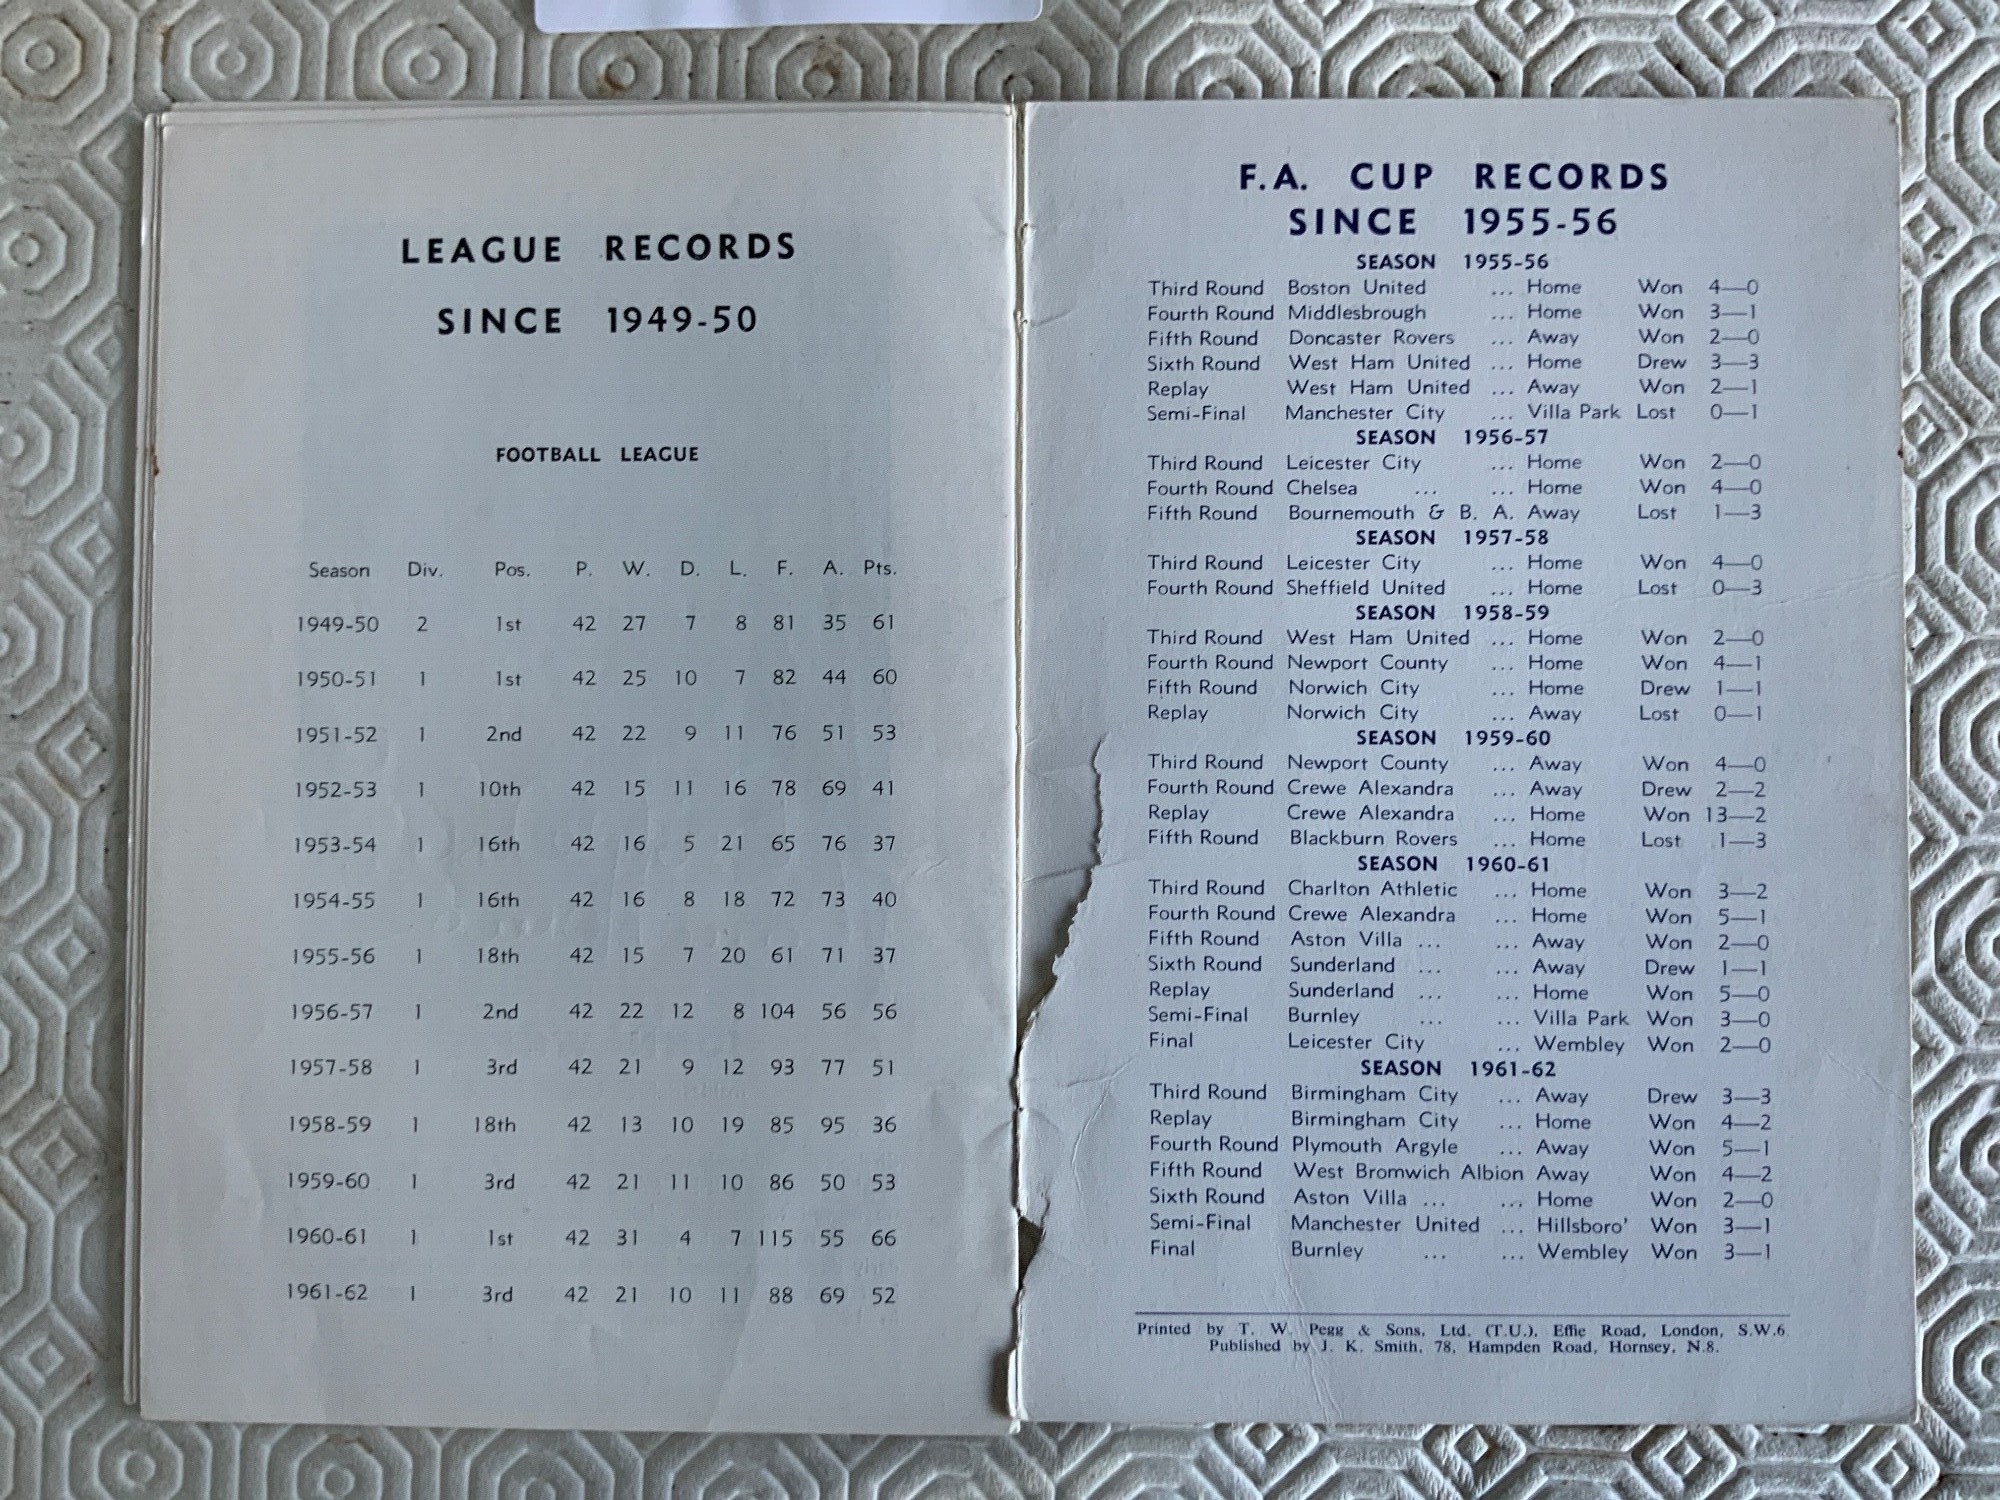 LEAGUE RECORDS
SINCE 1949-50
FOOTBALL LEAGUE
Season Div. Pos. P. W. D. L. F. A. Pts.
1949-50 2 1st 42 27 7 8 81 35 61
1950-51 1 1st 42 25 10 7 82 44 60
1951-52 1 2nd 42 22 9 11 76 51 53
1952-53 1 10th 42 15 11 16 78 69 41
1953-54 1 16th 42 16 5 21 65 76 37
1954-55 1 16th 42 16 8 18 72 73 40
1955-56 1 18th 42 15 7 20 61 71 37
1956-57 1 2nd 42 22 12 8 104 56 56
1957-58 1 3rd 42 21 9 12 93 77 51
1958-59 1 18th 42 13 10 19 85 95 36
1959-60 1 3rd 42 21 11 10 86 50 53
1960-61 1 1st 42 31 4 7 115 55 66
1961-62 1 3rd 42 21 10 11 88 69 52
F.A. CUP RECORDS
SINCE 1955-56
SEASON 1955-56
Third Round Boston United ... Home Won 4—0
Fourth Round Middlesbrough ... Home Won 3—1
Fifth Round Doncaster Rovers ... Away Won 2—0
Sixth Round West Ham United ... Home Drew 3—3
Replay West Ham United ... Away Won 2—1
Semi-Final Manchester City ... Villa Park Lost 0—1
SEASON 1956-57
Third Round Leicester City ... Home Won 2—0
Fourth Round Chelsea ... ... Home Won 4—0
Fifth Round Bournemouth & B. A. Away Lost 1—3
SEASON 1957-58
Third Round Leicester City ... Home Won 4—0
Fourth Round Sheffield United ... Home Lost 0—3
SEASON 1958-59
Third Round West Ham United ... Home Won 2—0
Fourth Round Newport County ... Home Won 4—1
Fifth Round Norwich City ... Home Drew 1—1
Replay Norwich City ... Away Lost 0—1
SEASON 1959-60
Third Round Newport County ... Away Won 4—0
Fourth Round Crewe Alexandra ... Away Drew 2—2
Replay Crewe Alexandra ... Home Won 13—2
Fifth Round Blackburn Rovers ... Home Lost 1—3
SEASON 1960-61
Third Round Charlton Athletic ... Home Won 3—2
Fourth Round Crewe Alexandra ... Home Won 5—1
Fifth Round Aston Villa ... ... Away Won 2—0
Sixth Round Sunderland ... ... Away Drew 1—1
Replay Sunderland ... ... Home Won 5—0
Semi-Final Burnley ... ... Villa Park Won 3—0
Final Leicester City ... Wembley Won 2—0
SEASON 1961-62
Third Round Birmingham City ... Away Drew 3—3
Replay Birmingham City ... Home Won 4—2
Fourth Round Plymouth Argyle ... Away Won 5—1
Fifth Round West Bromwich Albion Away Won 4—2
Sixth Round Aston Villa ... ... Home Won 2—0
Semi-Final Manchester United ... Hillsboro' Won 3—1
Final Burnley ... ... Wembley Won 3—1
Printed by T. W. Pegg & Sons, Ltd. (T.U.), Effie Road, London, S.W.6.
Published by J. K. Smith, 78, Hampden Road, Hornsey, N.8.